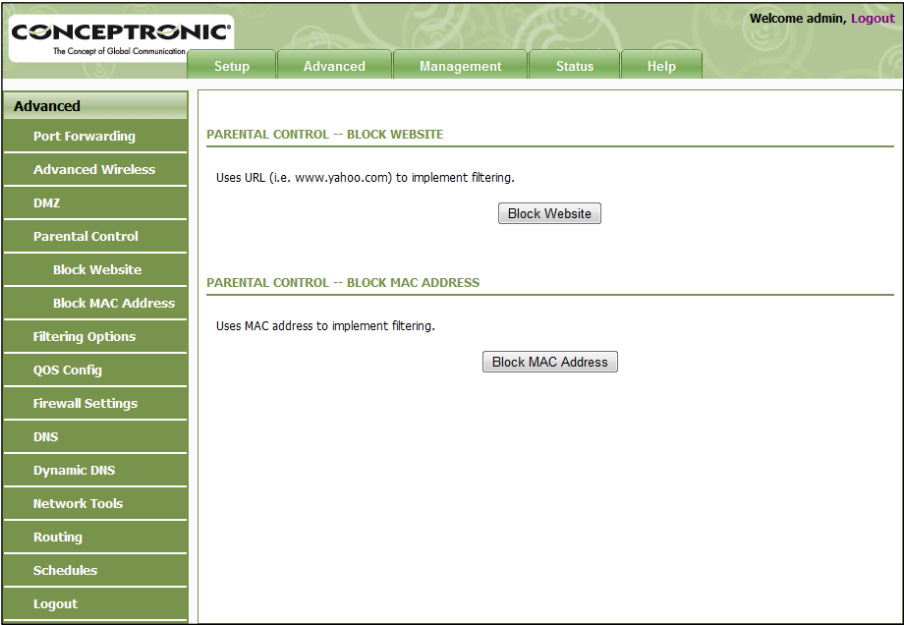 Welcome admin, Logout
CONCEPTRONIC®
The Concept of Global Communication
Setup Advanced Management Status Help
Advanced
Port Forwarding
Advanced Wireless
DMZ
Parental Control
Block Website
Block MAC Address
Filtering Options
QOS Config
Firewall Settings
DNS
Dynamic DNS
Network Tools
Routing
Schedules
Logout
PARENTAL CONTROL -- BLOCK WEBSITE
Uses URL (i.e. www.yahoo.com) to implement filtering.
Block Website
PARENTAL CONTROL -- BLOCK MAC ADDRESS
Uses MAC address to implement filtering.
Block MAC Address